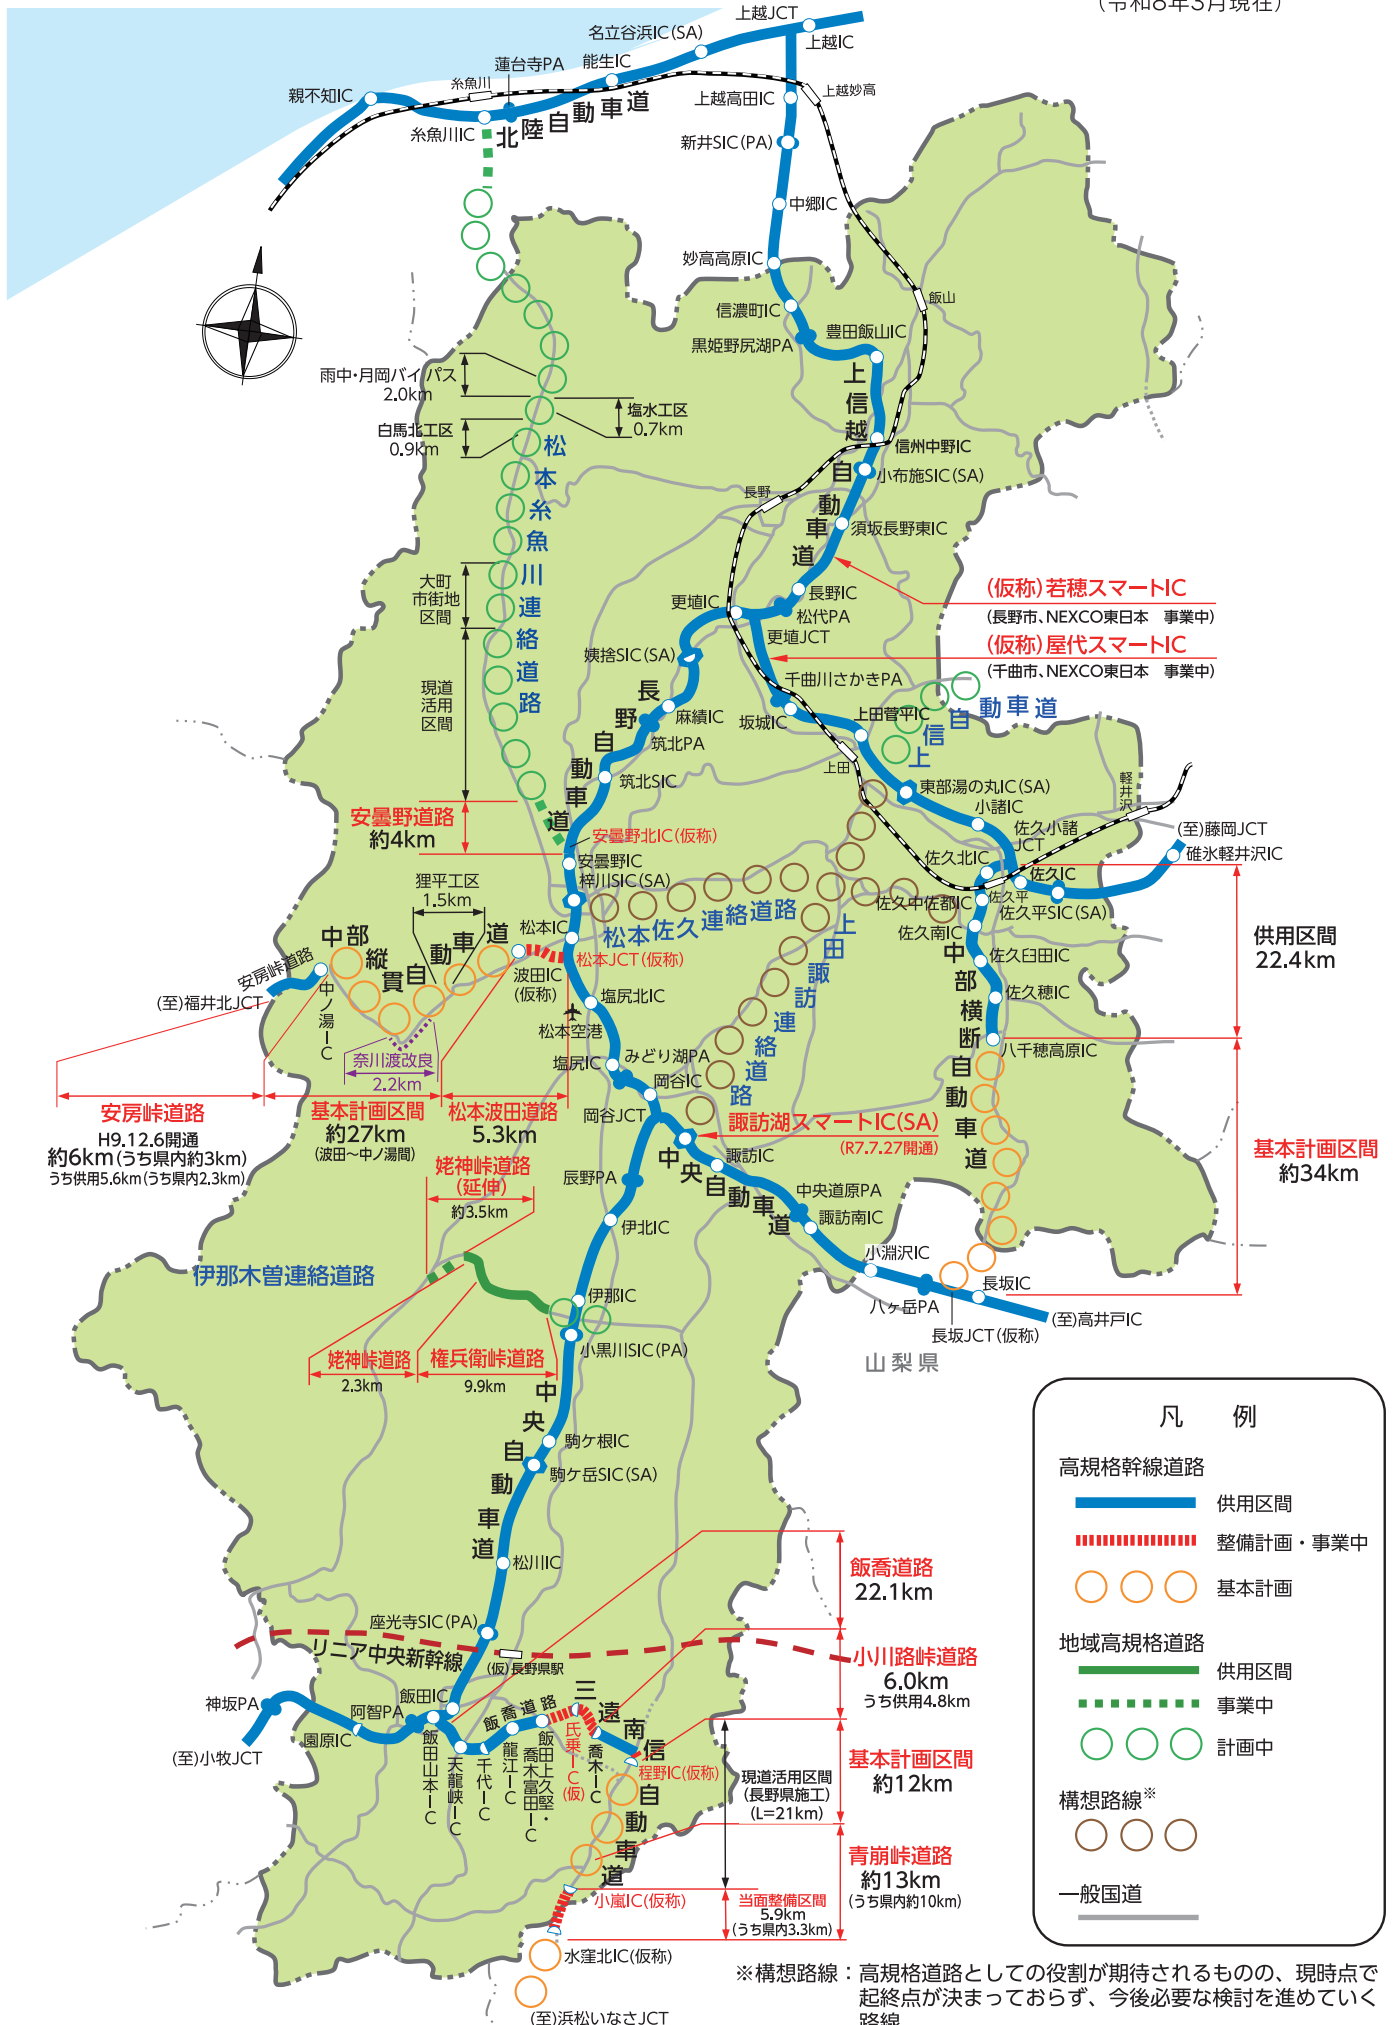 (令和8年3月現在)
上越JCT
名立谷浜IC(SA)
上越IC
能生IC
蓮台寺PA
糸魚川
親不知IC
糸魚川IC
北陸自動車道
上越高田IC
上越妙高
新井SIC(PA)
中郷IC
妙高高原IC
信濃町IC
飯山
黒姫野尻湖PA
豊田飯山IC
上信越自動車道
雨中・月岡バイパス
2.0km
塩水工区
0.7km
白馬北工区
0.9km
松本糸魚川連絡道路
信州中野IC
小布施SIC(SA)
長野
須坂長野東IC
大町
市街地
区間
長野IC
(仮称)若穂スマートIC
(長野市、NEXCO東日本 事業中)
更埴IC
松代PA
更埴JCT
(仮称)屋代スマートIC
(千曲市、NEXCO東日本 事業中)
姨捨SIC(SA)
千曲川さかきPA
現道
活用
区間
長野自動車道
麻績IC
坂城IC
上田菅平IC
上信自動車道
筑北PA
上田
筑北SIC
東部湯の丸IC(SA)
軽井沢
小諸IC
安曇野道路
約4km
安曇野北IC(仮称)
佐久小諸
JCT
(至)藤岡JCT
碓氷軽井沢IC
安曇野IC
佐久北IC
梓川SIC(SA)
佐久IC
狸平工区
1.5km
佐久中佐都IC
佐久平
佐久平SIC(SA)
松本佐久連絡道路
松本IC
佐久南IC
中部縦貫自動車道
上田諏訪連絡道路
供用区間
22.4km
安房峠道路
波田IC
(仮称)
松本JCT(仮称)
佐久臼田IC
(至)福井北JCT
中ノ湯IC
塩尻北IC
佐久穂IC
中部横断自動車道
松本空港
八千穂高原IC
奈川渡改良
2.2km
塩尻IC
みどり湖PA
岡谷IC
安房峠道路
H9.12.6開通
約6km(うち県内約3km)
うち供用5.6km(うち県内2.3km)
基本計画区間
約27km
(波田～中ノ湯間)
松本波田道路
5.3km
岡谷JCT
諏訪湖スマートIC(SA)
(R7.7.27開通)
基本計画区間
約34km
姥神峠道路
(延伸)
約3.5km
諏訪IC
中央自動車道
辰野PA
中央道原PA
諏訪南IC
伊北IC
小淵沢IC
伊那木曽連絡道路
長坂IC
伊那IC
八ヶ岳PA
(至)高井戸IC
長坂JCT(仮称)
小黒川SIC(PA)
山梨県
姥神峠道路
2.3km
権兵衛峠道路
9.9km
中央自動車道
駒ケ根IC
駒ケ岳SIC(SA)
松川IC
飯喬道路
22.1km
座光寺SIC(PA)
リニア中央新幹線
(仮)長野県駅
小川路峠道路
6.0km
うち供用4.8km
神坂PA
飯田IC
阿智PA
飯喬道路
三遠南信自動車道
園原IC
(至)小牧JCT
飯田山本IC
天龍峡IC
千代IC
龍江IC
飯田上久堅・
喬木富田IC
氏乗IC(仮)
喬木IC
程野IC(仮称)
現道活用区間
(長野県施工)
(L=21km)
基本計画区間
約12km
青崩峠道路
約13km
(うち県内約10km)
小嵐IC(仮称)
当面整備区間
5.9km
(うち県内3.3km)
水窪北IC(仮称)
(至)浜松いなさJCT
凡 例
高規格幹線道路
供用区間
整備計画・事業中
基本計画
地域高規格道路
供用区間
事業中
計画中
構想路線※
一般国道
※構想路線：高規格道路としての役割が期待されるものの、現時点で
起終点が決まっておらず、今後必要な検討を進めていく
路線